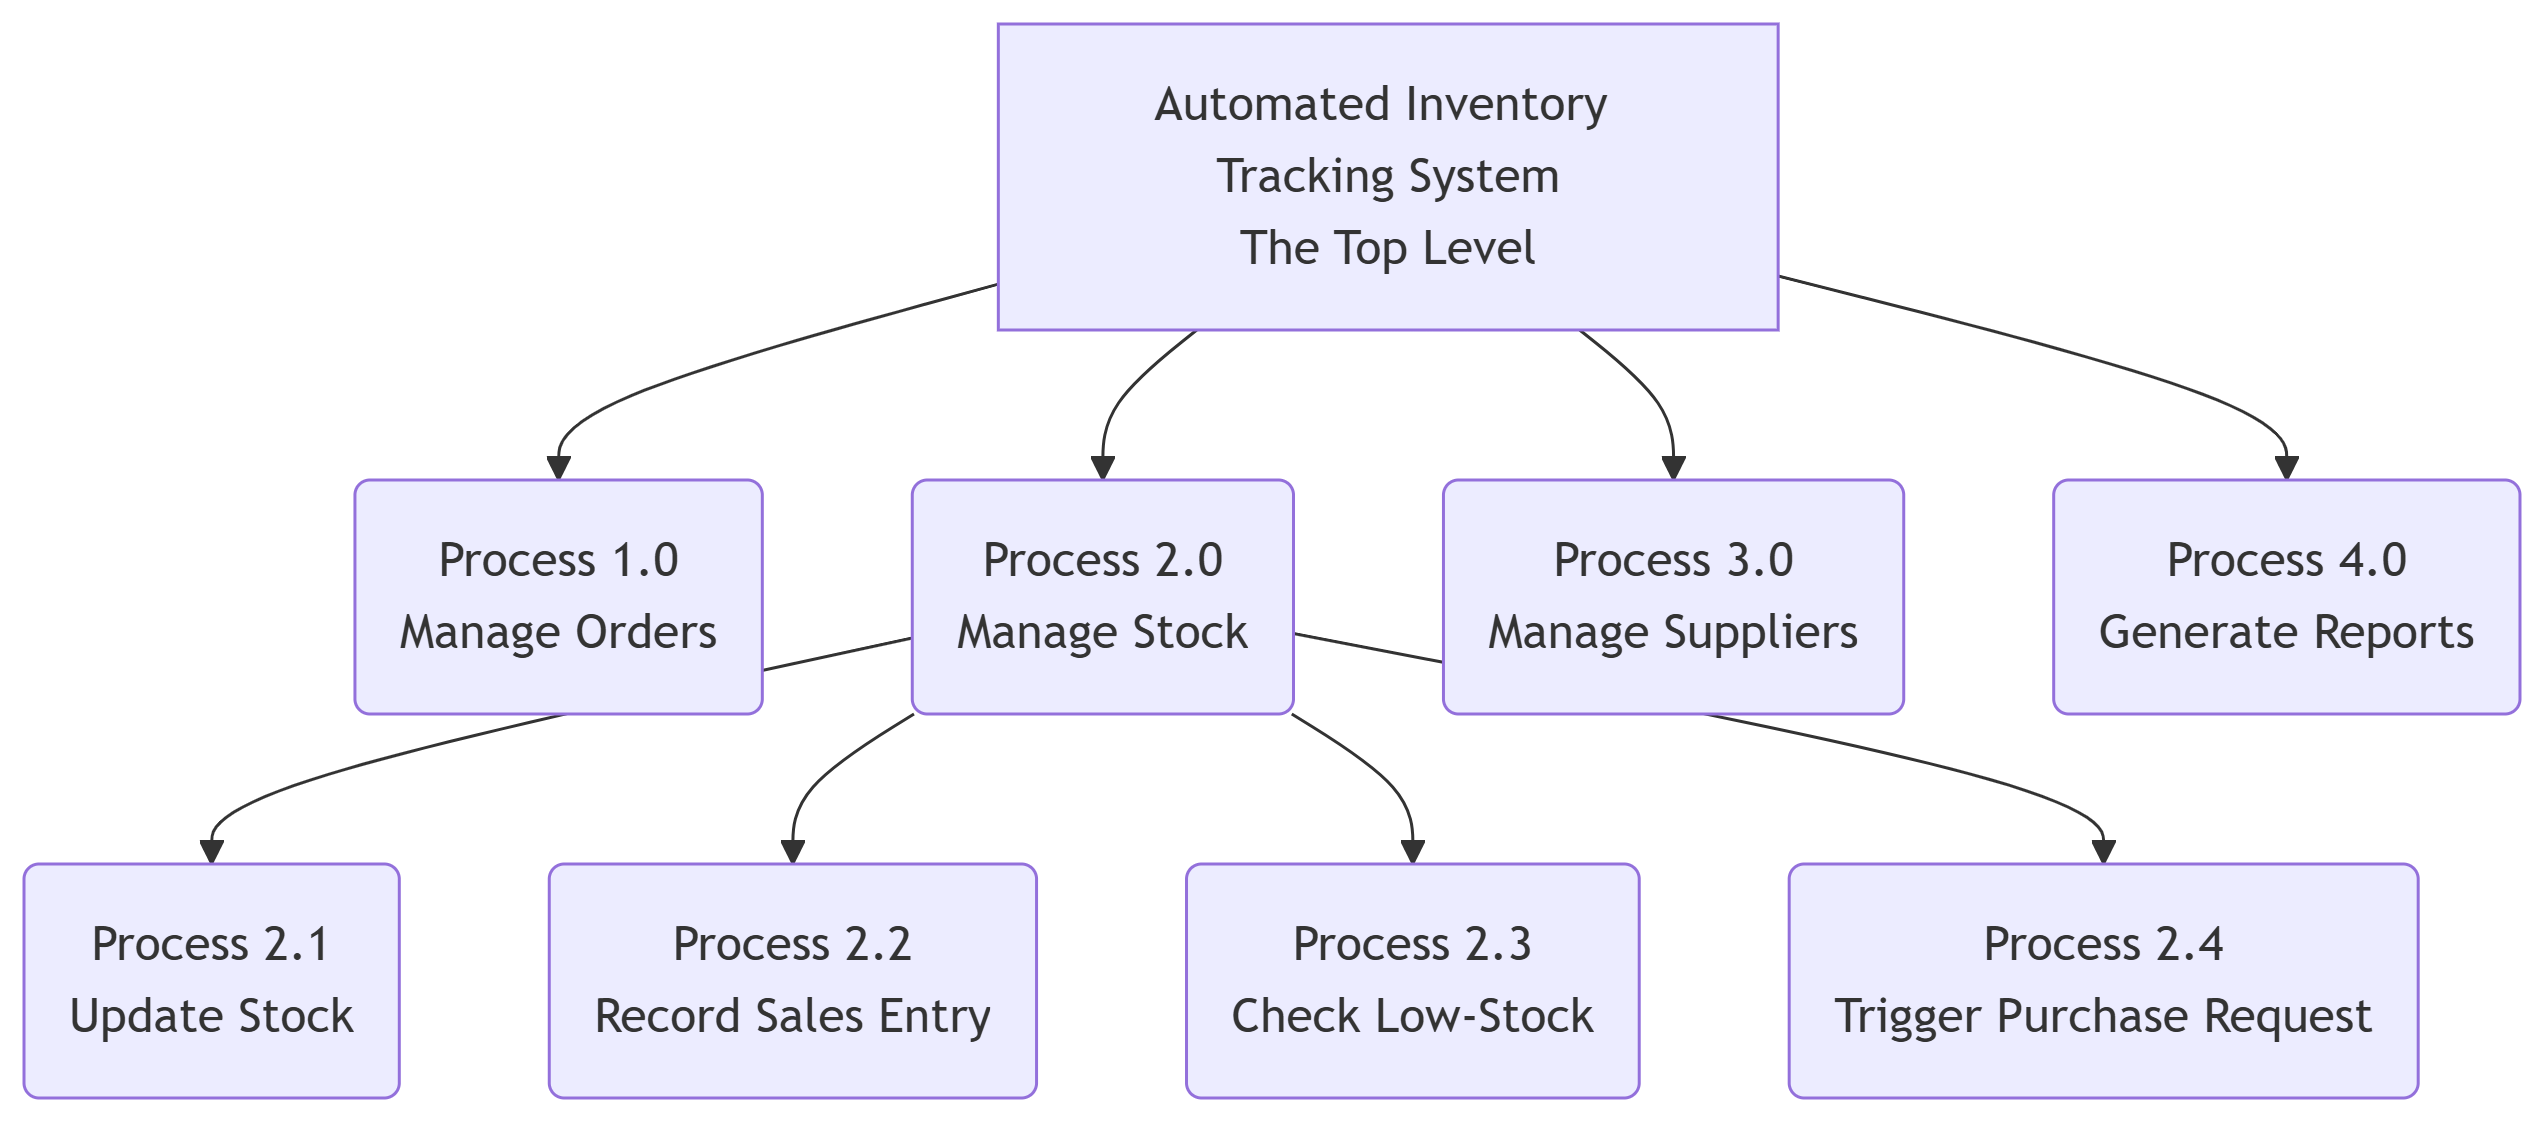 Automated Inventory
Tracking System
The Top Level
Process 1.0
Manage Orders
Process 2.0
Manage Stock
Process 3.0
Manage Suppliers
Process 4.0
Generate Reports
Process 2.1
Update Stock
Process 2.2
Record Sales Entry
Process 2.3
Check Low-Stock
Process 2.4
Trigger Purchase Request